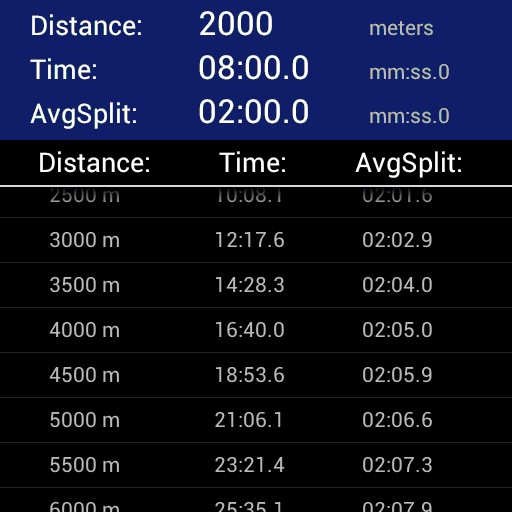 Distance: 2000 meters
Time: 08:00.0 mm:ss.0
AvgSplit: 02:00.0 mm:ss.0
Distance: Time: AvgSplit:
2500 m 10:08.1 02:01.6
3000 m 12:17.6 02:02.9
3500 m 14:28.3 02:04.0
4000 m 16:40.0 02:05.0
4500 m 18:53.6 02:05.9
5000 m 21:06.1 02:06.6
5500 m 23:21.4 02:07.3
6000 m 25:35.1 02:07.9